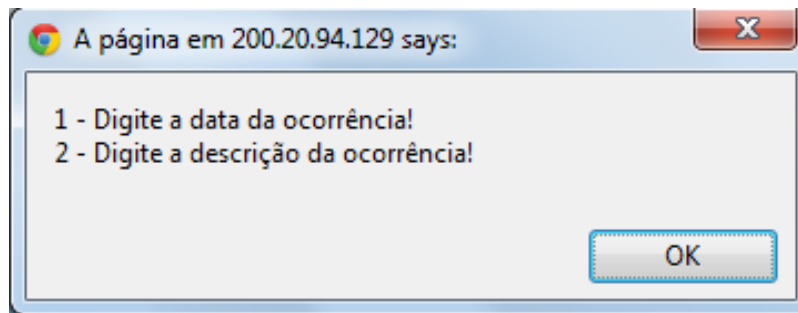 A página em 200.20.94.129 says:
1 - Digite a data da ocorrência!
2 - Digite a descrição da ocorrência!
OK